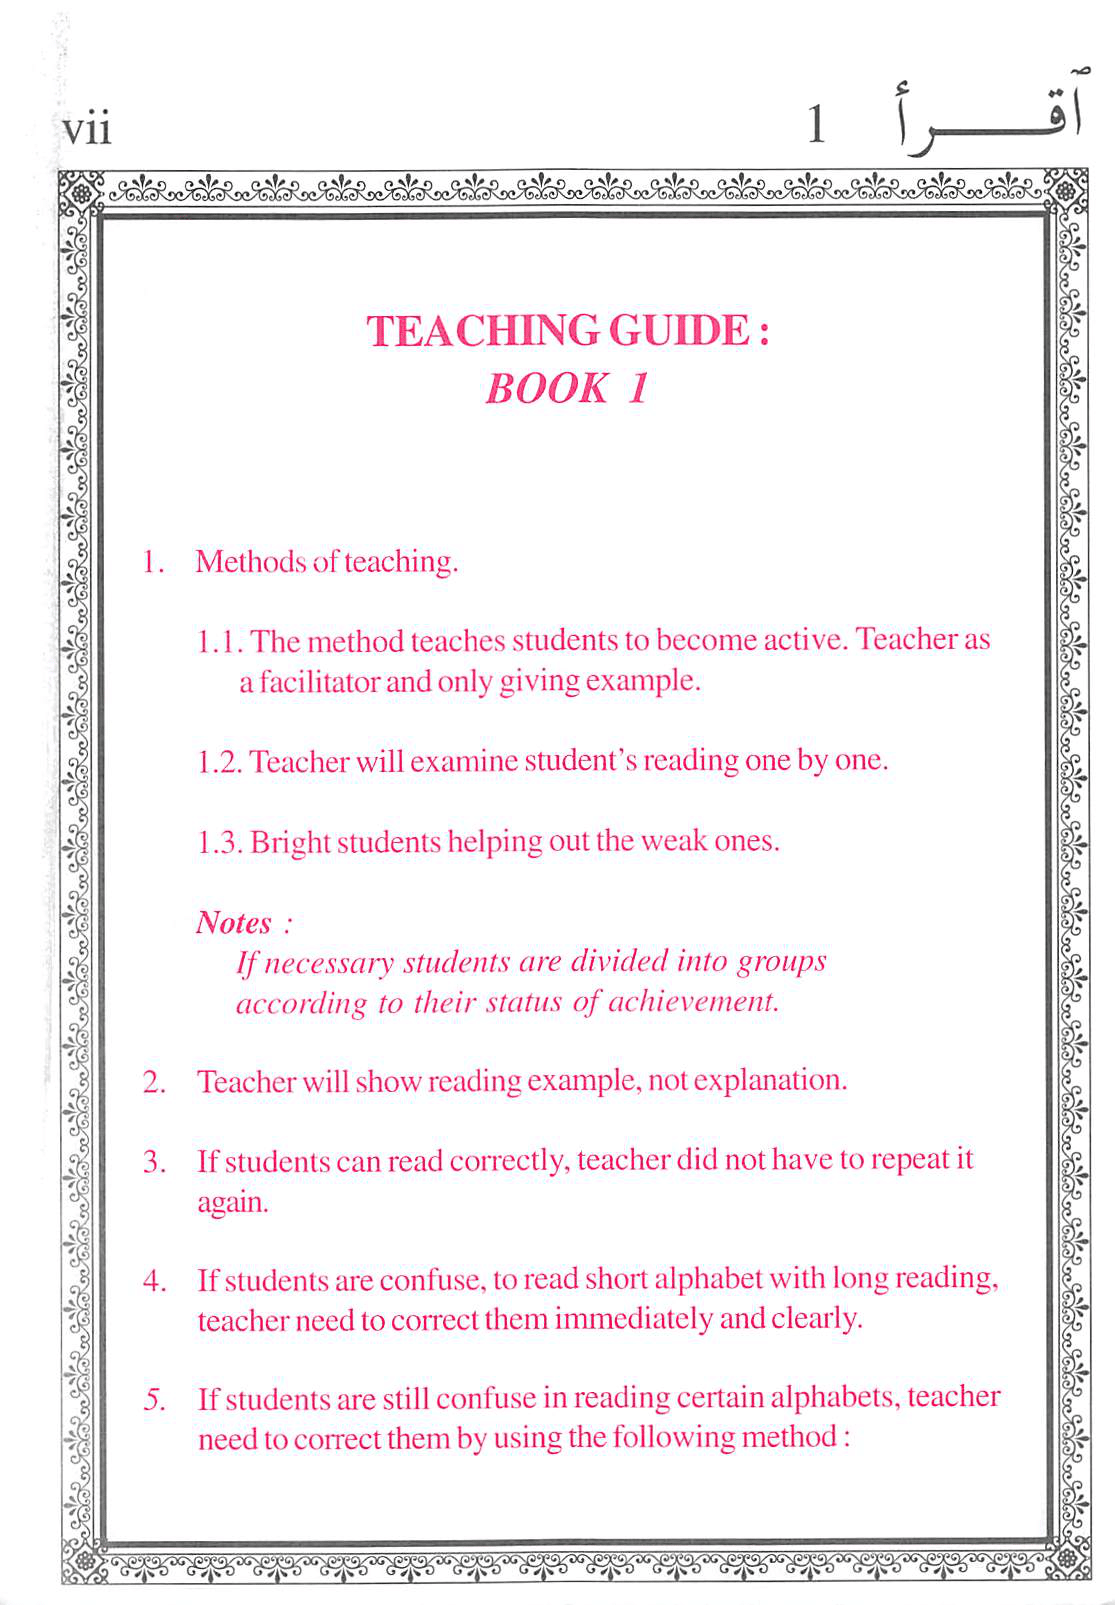 vii
1 ٱقـــرأ
TEACHING GUIDE :
BOOK 1
1. Methods of teaching.
1.1. The method teaches students to become active. Teacher as
a facilitator and only giving example.
1.2. Teacher will examine student’s reading one by one.
1.3. Bright students helping out the weak ones.
Notes :
If necessary students are divided into groups
according to their status of achievement.
2. Teacher will show reading example, not explanation.
3. If students can read correctly, teacher did not have to repeat it
again.
4. If students are confuse, to read short alphabet with long reading,
teacher need to correct them immediately and clearly.
5. If students are still confuse in reading certain alphabets, teacher
need to correct them by using the following method :